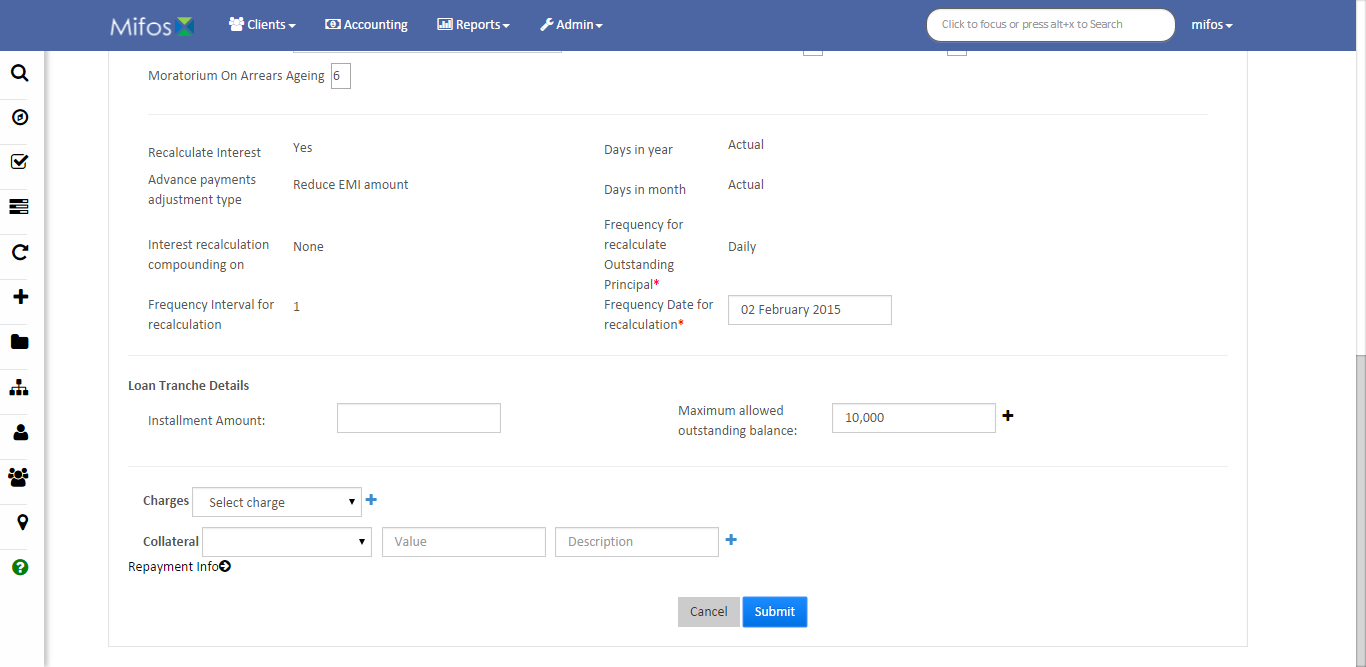 Mifos Clients Accounting Reports Admin Click to focus or press alt+x to Search mifos
Moratorium On Arrears Ageing 6
Recalculate Interest Yes Days in year Actual
Advance payments adjustment type Reduce EMI amount Days in month Actual
Interest recalculation compounding on None Frequency for recalculate Outstanding Principal* Daily
Frequency Interval for recalculation 1 Frequency Date for recalculation* 02 February 2015
Loan Tranche Details
Installment Amount: Maximum allowed outstanding balance: 10,000
Charges Select charge
Collateral Value Description
Repayment Info
Cancel Submit